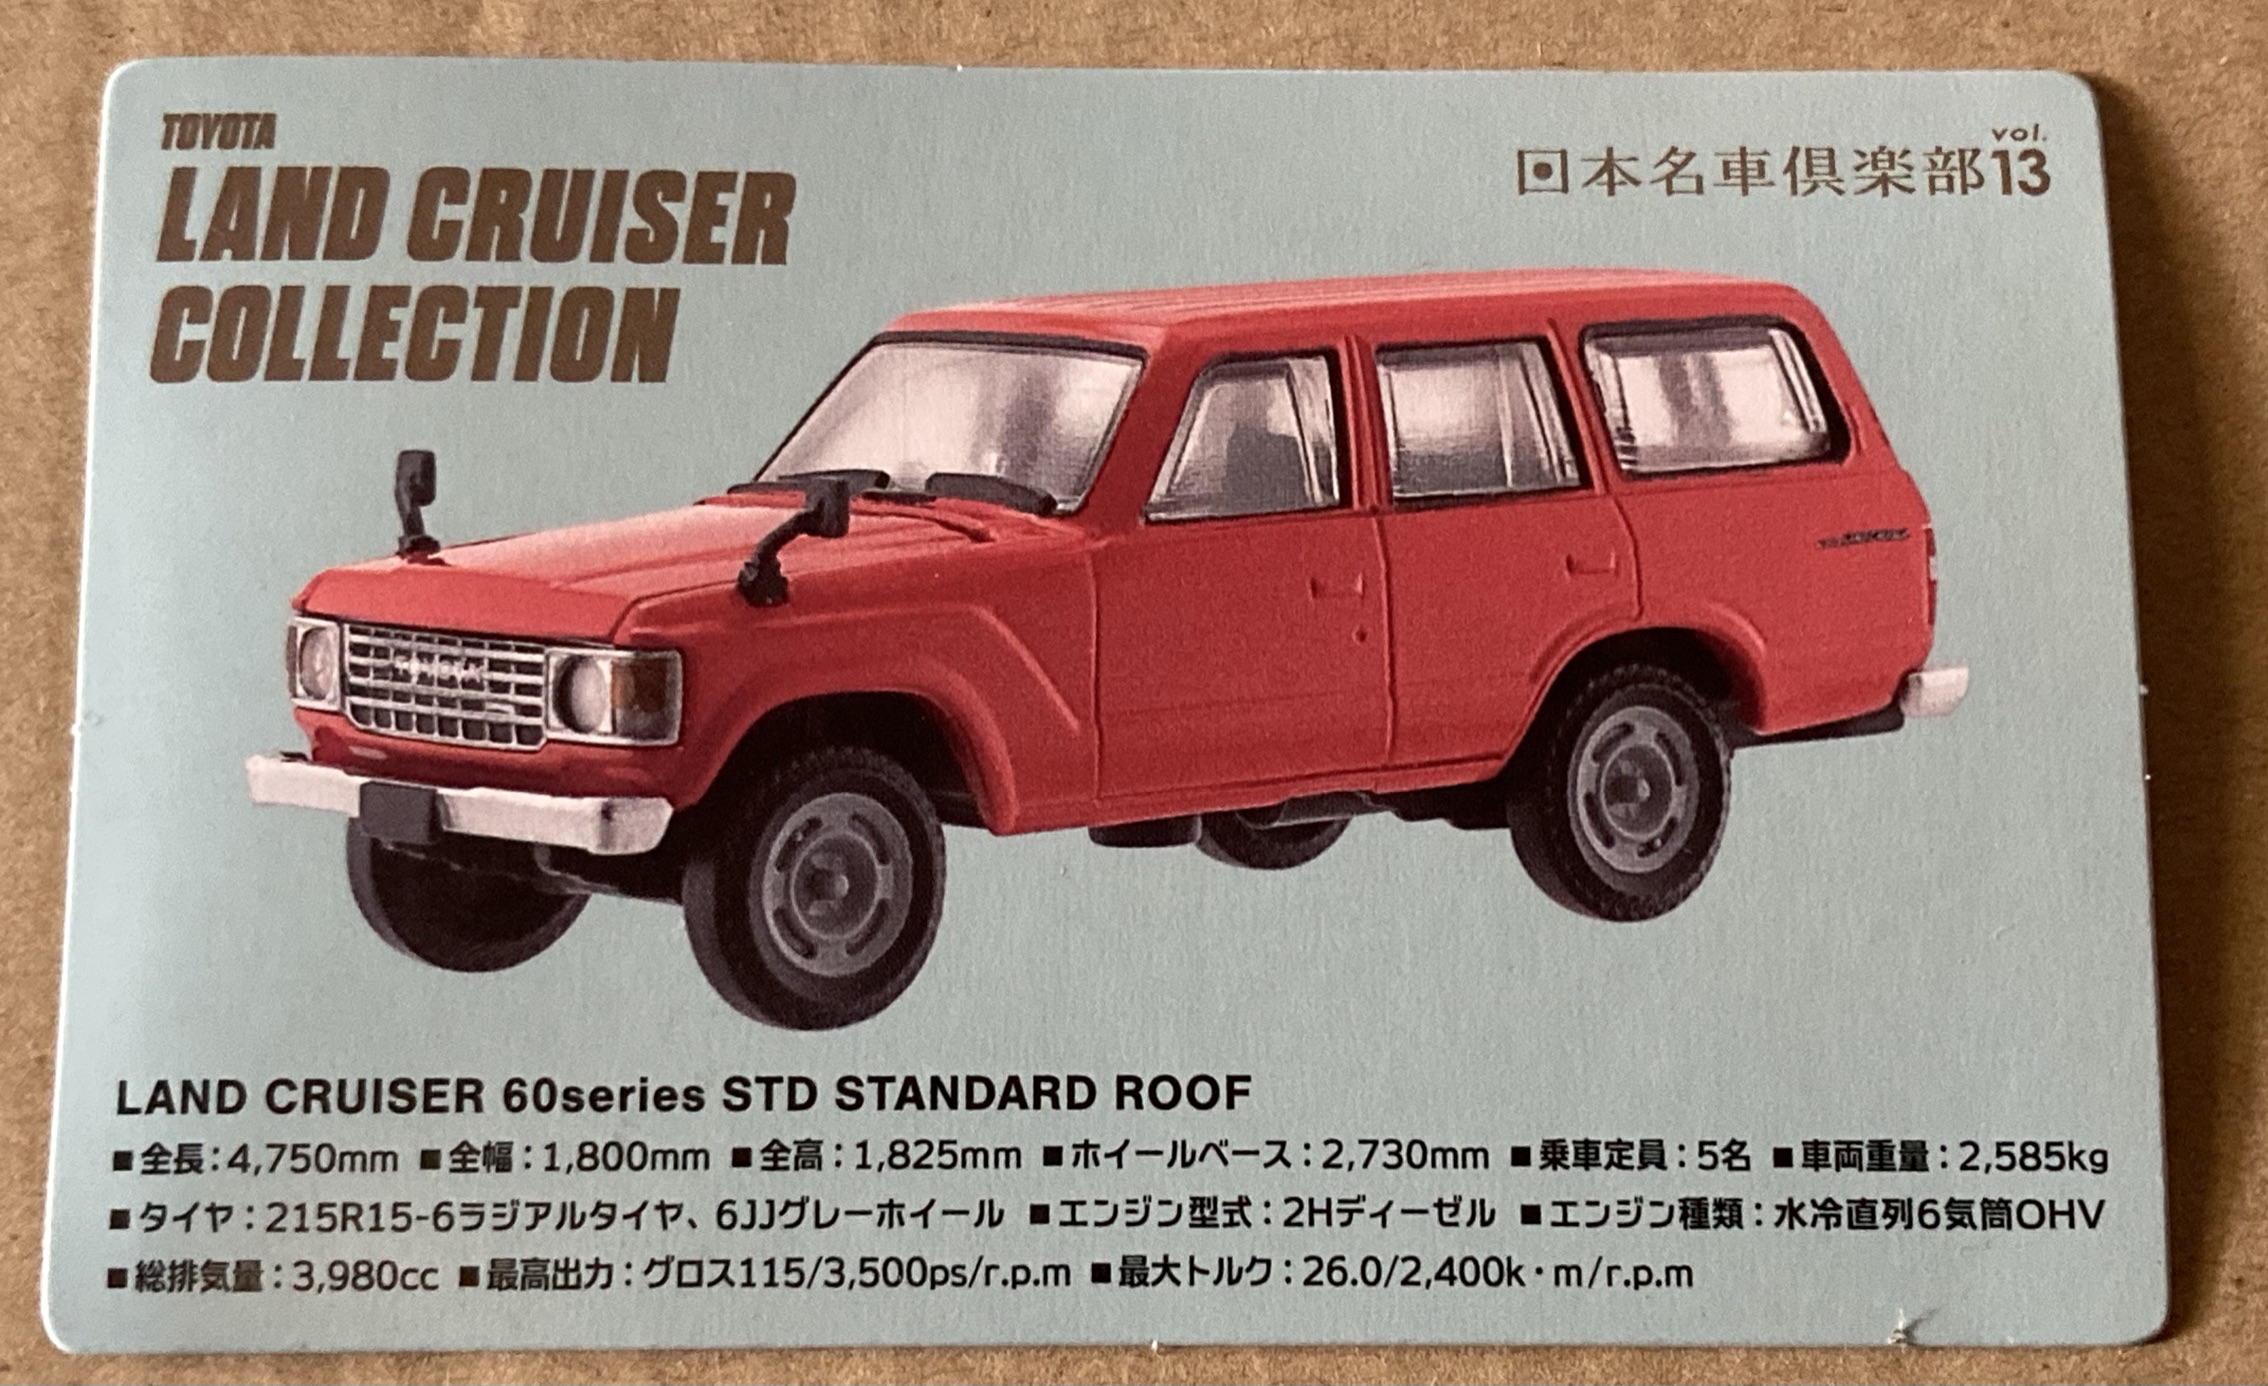 TOYOTA
LAND CRUISER
COLLECTION
日本名車倶楽部 vol. 13
TOYOTA
LAND CRUISER 60series STD STANDARD ROOF
■全長：4,750mm ■全幅：1,800mm ■全高：1,825mm ■ホイールベース：2,730mm ■乗車定員：5名 ■車両重量：2,585kg
■タイヤ：215R15-6ラジアルタイヤ、6JJグレーホイール ■エンジン型式：2Hディーゼル ■エンジン種類：水冷直列6気筒OHV
■総排気量：3,980cc ■最高出力：グロス115/3,500ps/r.p.m ■最大トルク：26.0/2,400k・m/r.p.m